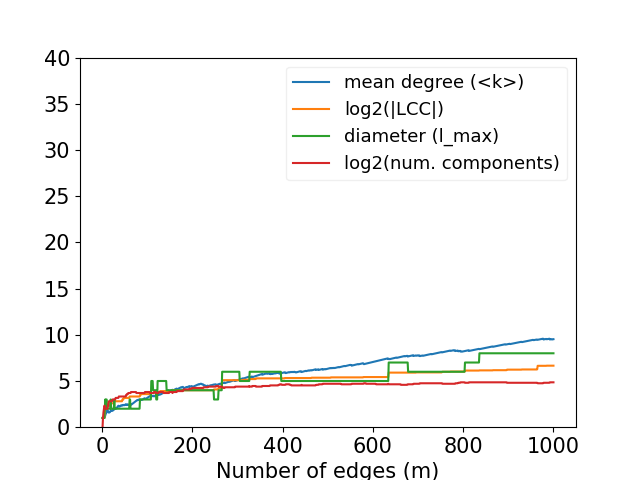 40
35
30
25
20
15
10
5
0
mean degree (<k>)
log2(|LCC|)
diameter (l_max)
log2(num. components)
0 200 400 600 800 1000
Number of edges (m)